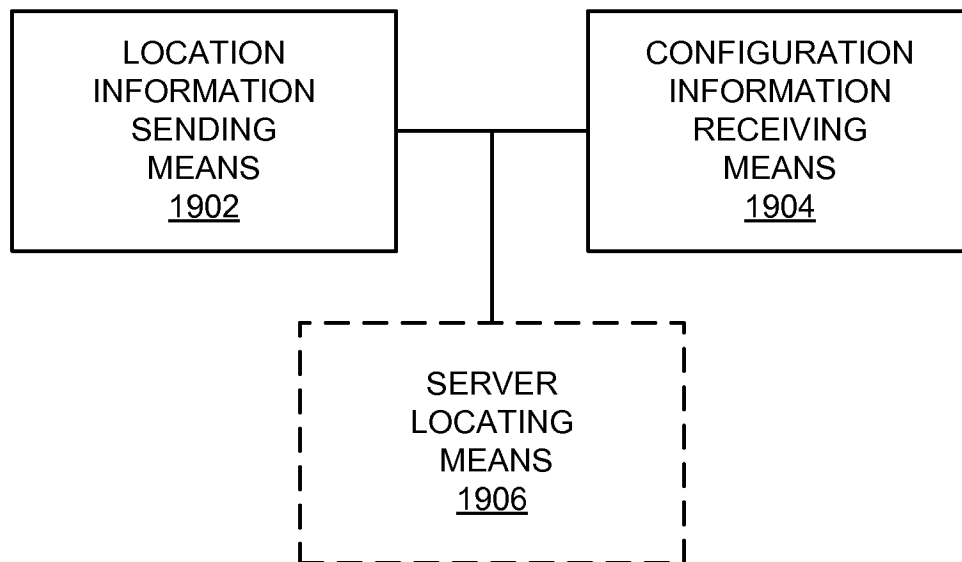 LOCATION
INFORMATION
SENDING
MEANS
1902
CONFIGURATION
INFORMATION
RECEIVING
MEANS
1904
SERVER
LOCATING
MEANS
1906